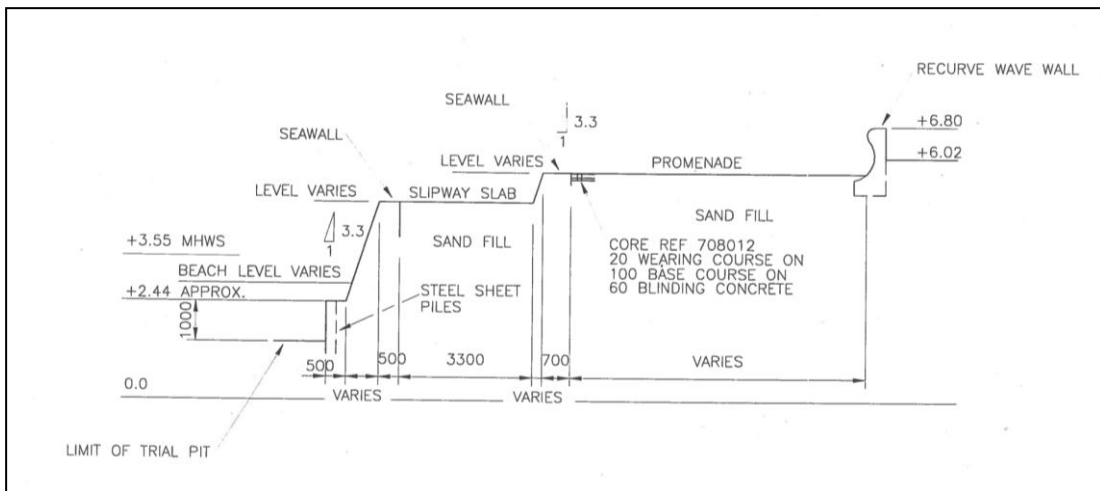 RECURVE WAVE WALL
SEAWALL
3.3
1
+6.80
SEAWALL
+6.02
LEVEL VARIES
PROMENADE
LEVEL VARIES
SLIPWAY SLAB
SAND FILL
3.3
1
SAND FILL
+3.55 MHWS
CORE REF 708012
20 WEARING COURSE ON
100 BASE COURSE ON
60 BLINDING CONCRETE
BEACH LEVEL VARIES
+2.44 APPROX.
STEEL SHEET
PILES
1000
500
500
3300
700
VARIES
0.0
VARIES
VARIES
LIMIT OF TRIAL PIT